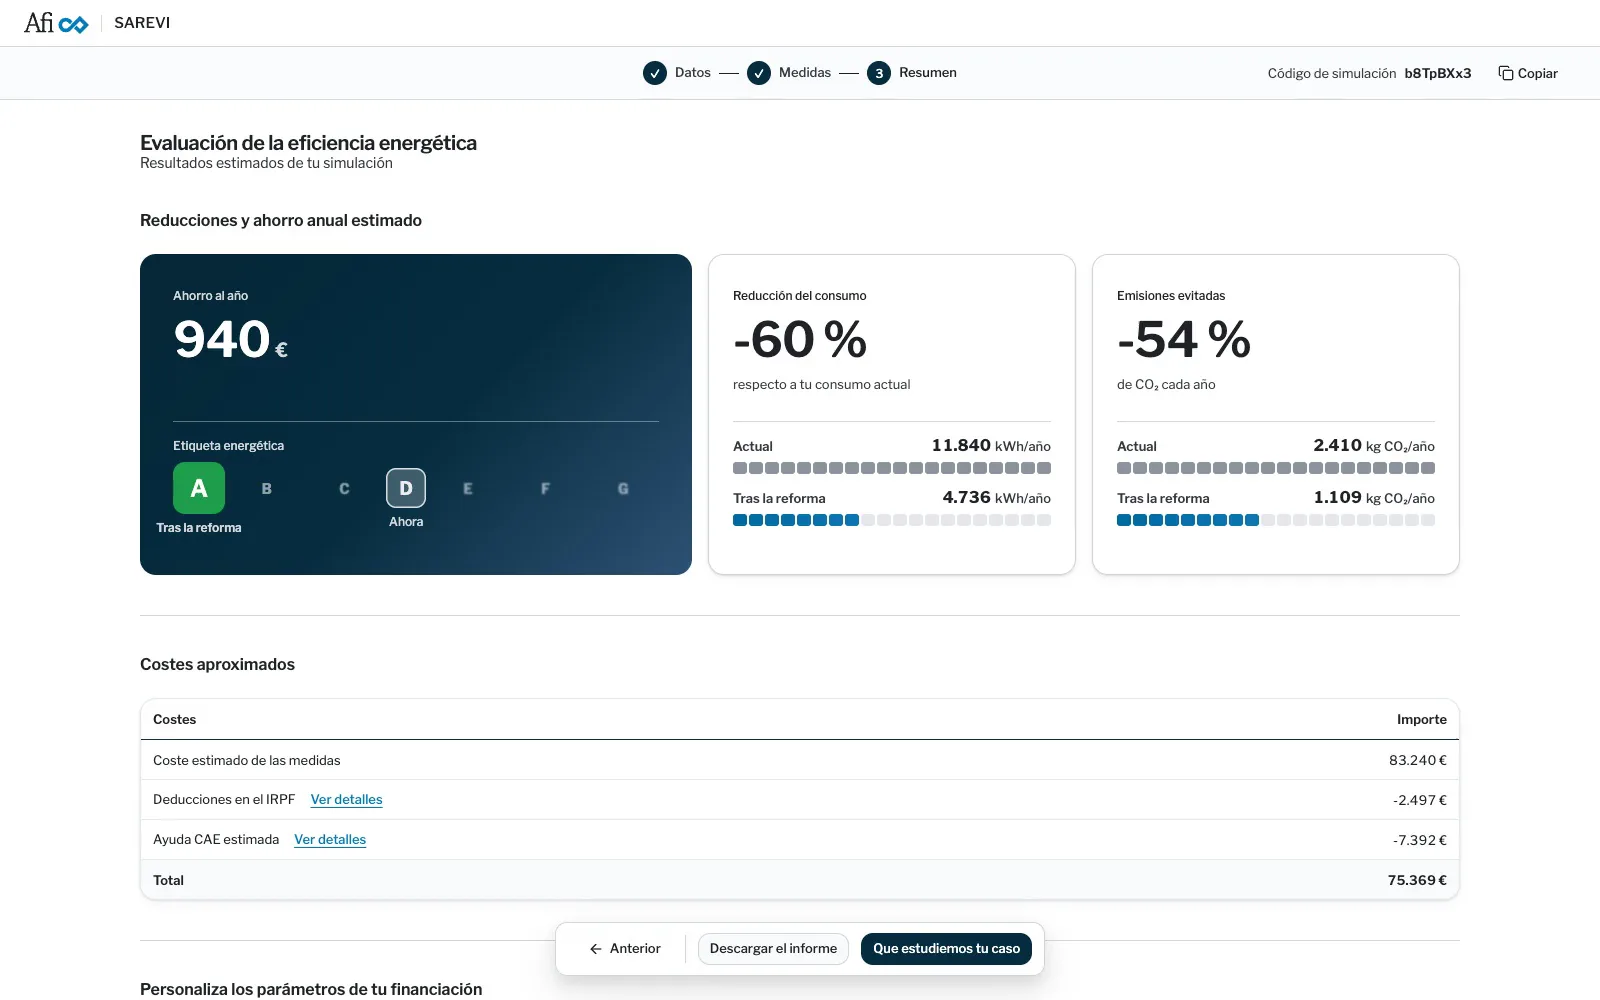 Afi SAREVI
Datos Medidas 3 Resumen Código de simulación b8TpBXx3 Copiar
Evaluación de la eficiencia energética
Resultados estimados de tu simulación
Reducciones y ahorro anual estimado
Ahorro al año
940 €
Etiqueta energética
A B C D E F G
Tras la reforma Ahora
Reducción del consumo
-60 %
respecto a tu consumo actual
Actual 11.840 kWh/año
Tras la reforma 4.736 kWh/año
Emisiones evitadas
-54 %
de CO₂ cada año
Actual 2.410 kg CO₂/año
Tras la reforma 1.109 kg CO₂/año
Costes aproximados
Costes Importe
Coste estimado de las medidas 83.240 €
Deducciones en el IRPF Ver detalles -2.497 €
Ayuda CAE estimada Ver detalles -7.392 €
Total 75.369 €
Anterior Descargar el informe Que estudiemos tu caso
Personaliza los parámetros de tu financiación